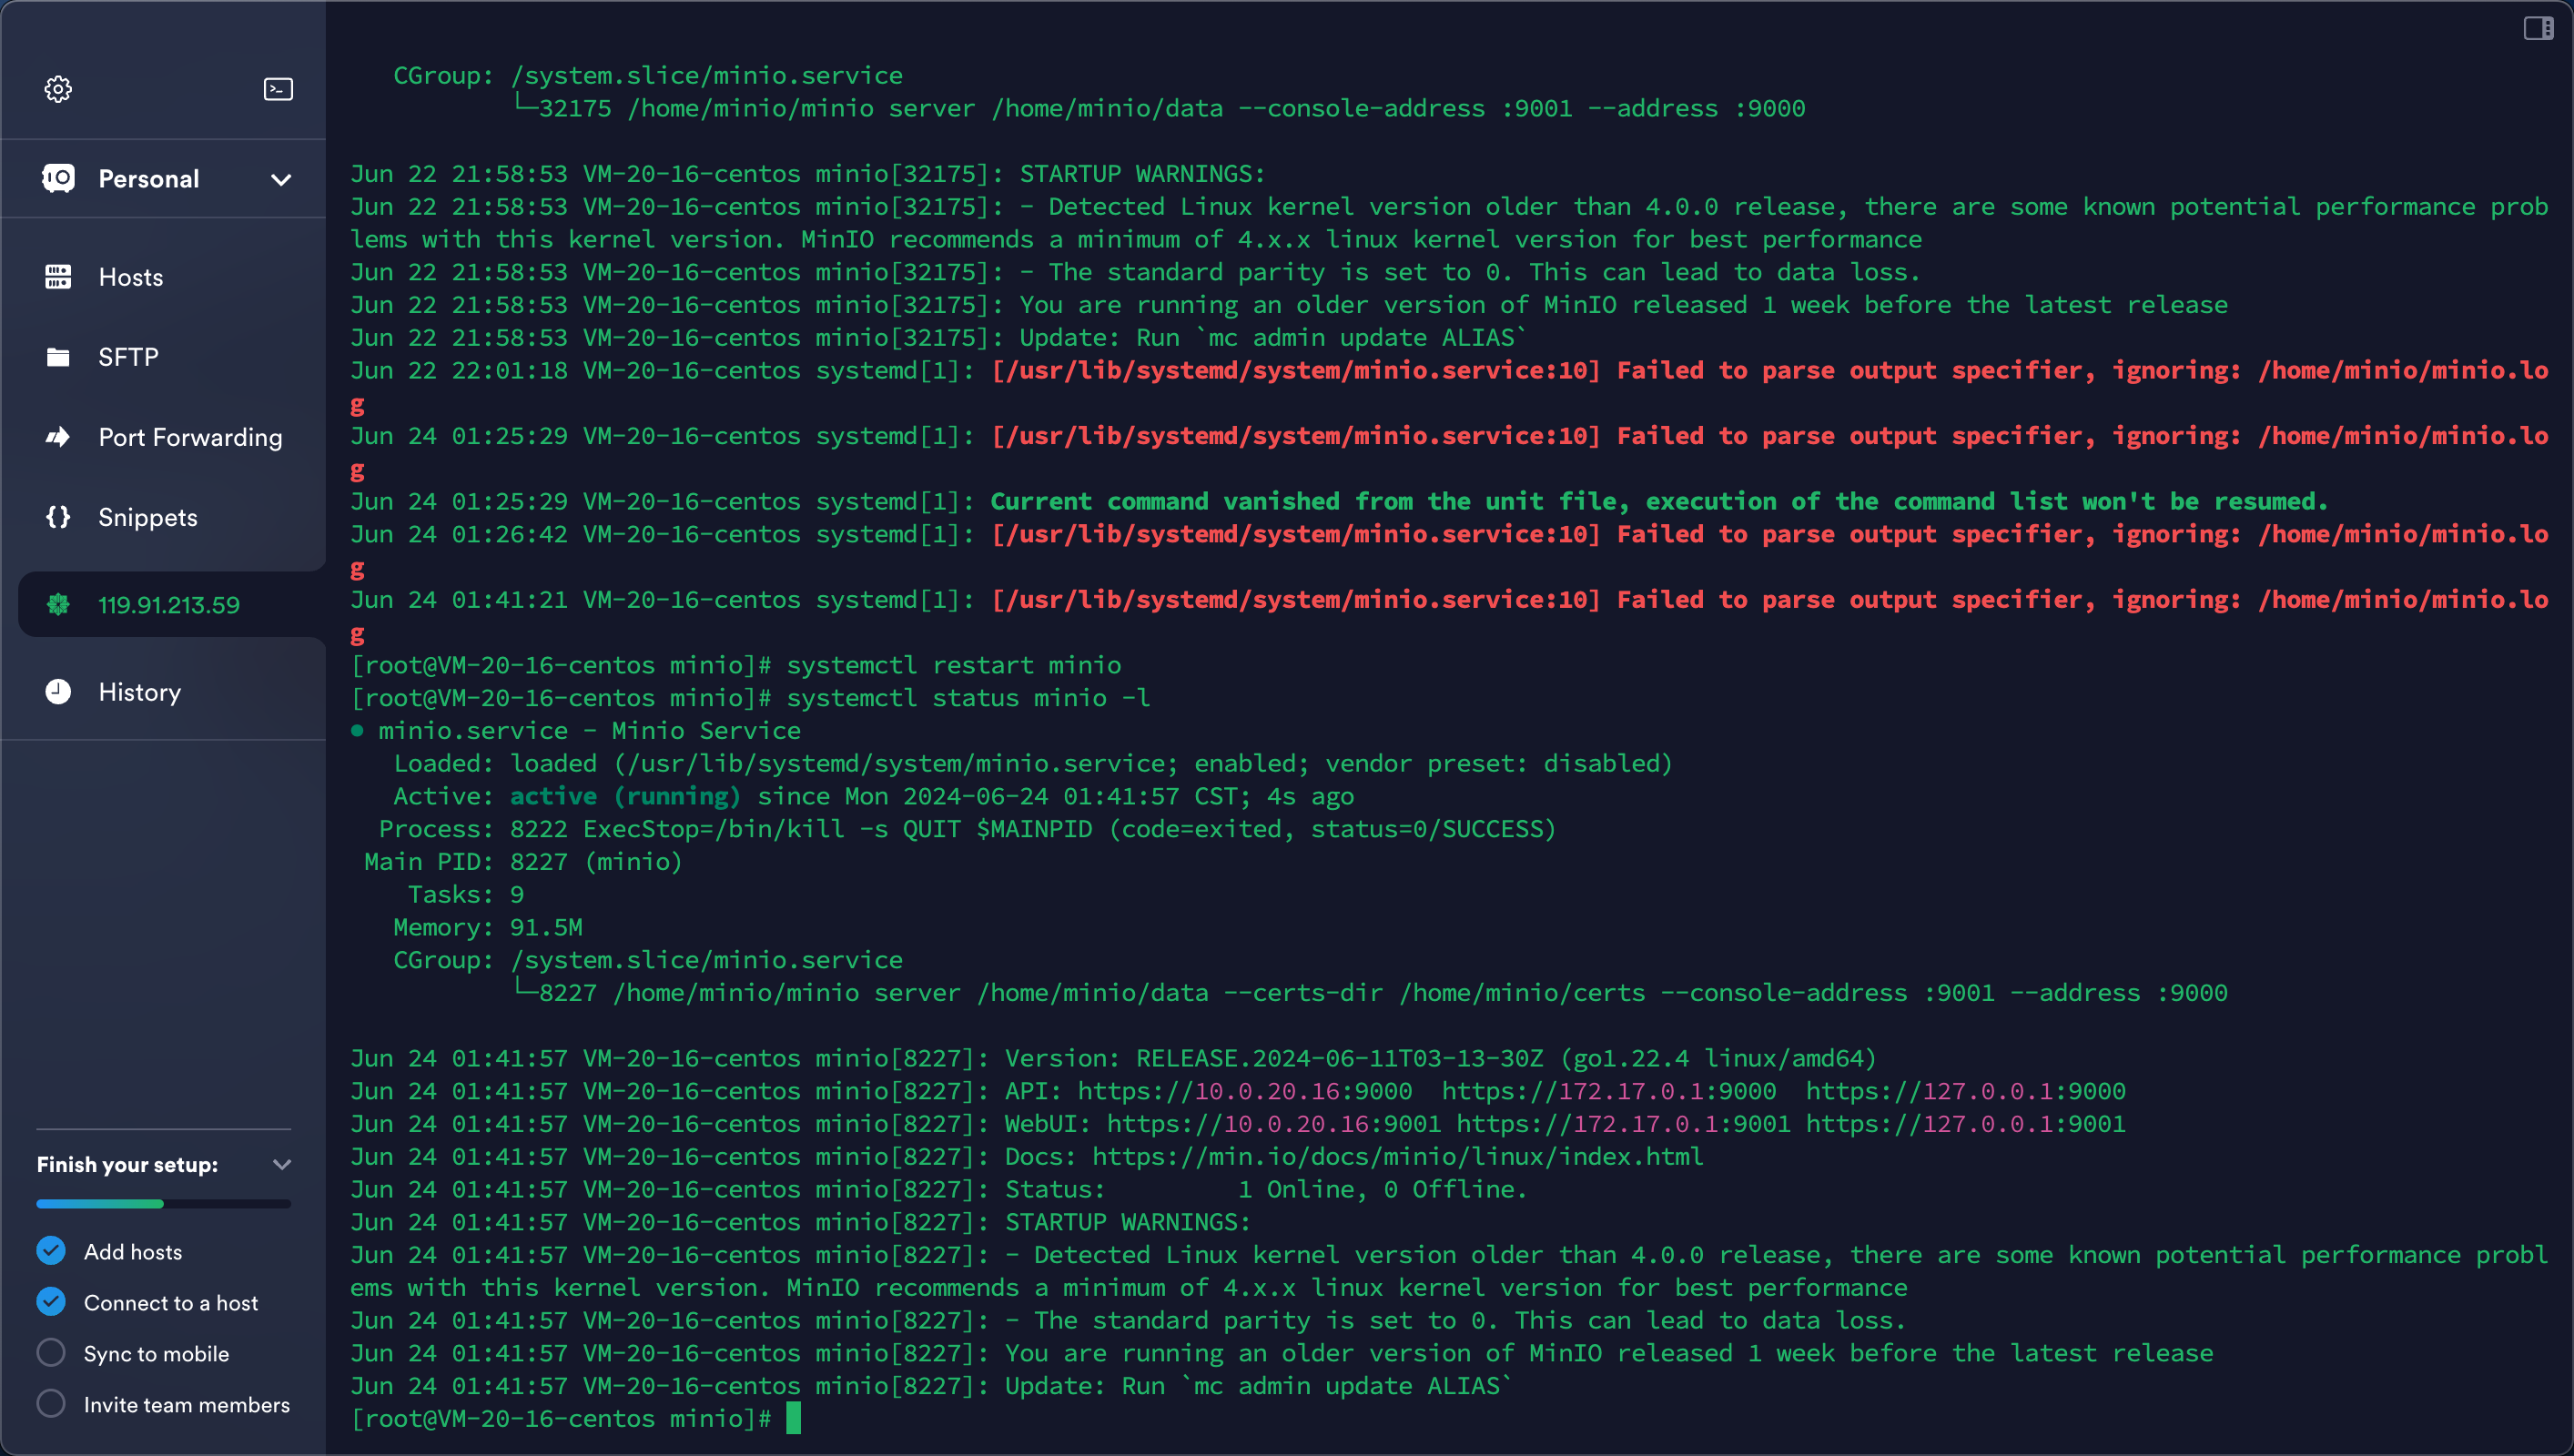 Personal
Hosts
SFTP
Port Forwarding
Snippets
119.91.213.59
History
Finish your setup:
Add hosts
Connect to a host
Sync to mobile
Invite team members
CGroup: /system.slice/minio.service
└─32175 /home/minio/minio server /home/minio/data --console-address :9001 --address :9000
Jun 22 21:58:53 VM-20-16-centos minio[32175]: STARTUP WARNINGS:
Jun 22 21:58:53 VM-20-16-centos minio[32175]: - Detected Linux kernel version older than 4.0.0 release, there are some known potential performance prob
lems with this kernel version. MinIO recommends a minimum of 4.x.x linux kernel version for best performance
Jun 22 21:58:53 VM-20-16-centos minio[32175]: - The standard parity is set to 0. This can lead to data loss.
Jun 22 21:58:53 VM-20-16-centos minio[32175]: You are running an older version of MinIO released 1 week before the latest release
Jun 22 21:58:53 VM-20-16-centos minio[32175]: Update: Run `mc admin update ALIAS`
Jun 22 22:01:18 VM-20-16-centos systemd[1]: [/usr/lib/systemd/system/minio.service:10] Failed to parse output specifier, ignoring: /home/minio/minio.lo
g
Jun 24 01:25:29 VM-20-16-centos systemd[1]: [/usr/lib/systemd/system/minio.service:10] Failed to parse output specifier, ignoring: /home/minio/minio.lo
g
Jun 24 01:25:29 VM-20-16-centos systemd[1]: Current command vanished from the unit file, execution of the command list won't be resumed.
Jun 24 01:26:42 VM-20-16-centos systemd[1]: [/usr/lib/systemd/system/minio.service:10] Failed to parse output specifier, ignoring: /home/minio/minio.lo
g
Jun 24 01:41:21 VM-20-16-centos systemd[1]: [/usr/lib/systemd/system/minio.service:10] Failed to parse output specifier, ignoring: /home/minio/minio.lo
g
[root@VM-20-16-centos minio]# systemctl restart minio
[root@VM-20-16-centos minio]# systemctl status minio -l
● minio.service - Minio Service
Loaded: loaded (/usr/lib/systemd/system/minio.service; enabled; vendor preset: disabled)
Active: active (running) since Mon 2024-06-24 01:41:57 CST; 4s ago
Process: 8222 ExecStop=/bin/kill -s QUIT $MAINPID (code=exited, status=0/SUCCESS)
Main PID: 8227 (minio)
Tasks: 9
Memory: 91.5M
CGroup: /system.slice/minio.service
└─8227 /home/minio/minio server /home/minio/data --certs-dir /home/minio/certs --console-address :9001 --address :9000
Jun 24 01:41:57 VM-20-16-centos minio[8227]: Version: RELEASE.2024-06-11T03-13-30Z (go1.22.4 linux/amd64)
Jun 24 01:41:57 VM-20-16-centos minio[8227]: API: https://10.0.20.16:9000  https://172.17.0.1:9000  https://127.0.0.1:9000
Jun 24 01:41:57 VM-20-16-centos minio[8227]: WebUI: https://10.0.20.16:9001 https://172.17.0.1:9001 https://127.0.0.1:9001
Jun 24 01:41:57 VM-20-16-centos minio[8227]: Docs: https://min.io/docs/minio/linux/index.html
Jun 24 01:41:57 VM-20-16-centos minio[8227]: Status:         1 Online, 0 Offline.
Jun 24 01:41:57 VM-20-16-centos minio[8227]: STARTUP WARNINGS:
Jun 24 01:41:57 VM-20-16-centos minio[8227]: - Detected Linux kernel version older than 4.0.0 release, there are some known potential performance probl
ems with this kernel version. MinIO recommends a minimum of 4.x.x linux kernel version for best performance
Jun 24 01:41:57 VM-20-16-centos minio[8227]: - The standard parity is set to 0. This can lead to data loss.
Jun 24 01:41:57 VM-20-16-centos minio[8227]: You are running an older version of MinIO released 1 week before the latest release
Jun 24 01:41:57 VM-20-16-centos minio[8227]: Update: Run `mc admin update ALIAS`
[root@VM-20-16-centos minio]#